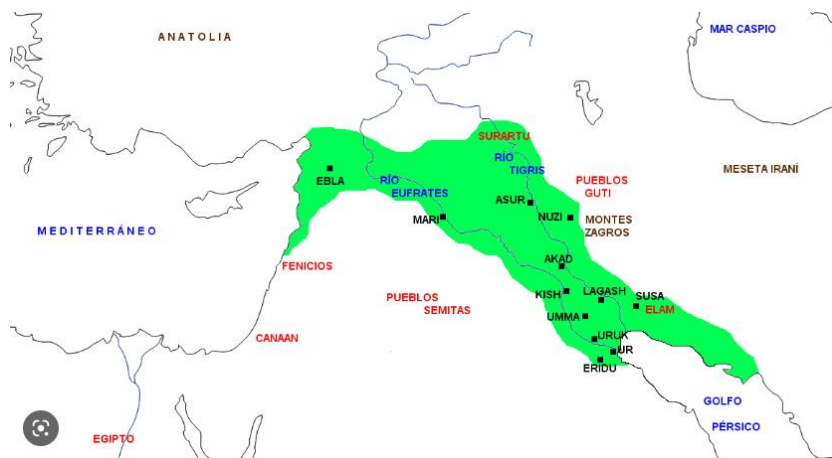 ANATOLIA
MAR CASPIO
SURARTU
RÍO
TIGRIS
MESETA IRANÍ
PUEBLOS
GUTI
EBLA
RÍO
EUFRATES
ASUR
NUZI
MARI
MONTES
ZAGROS
MEDITERRÁNEO
FENICIOS
AKAD
KISH
LAGASH
SUSA
ELAM
PUEBLOS
SEMITAS
UMMA
CANAAN
URUK
UR
ERIDU
GOLFO
PÉRSICO
EGIPTO